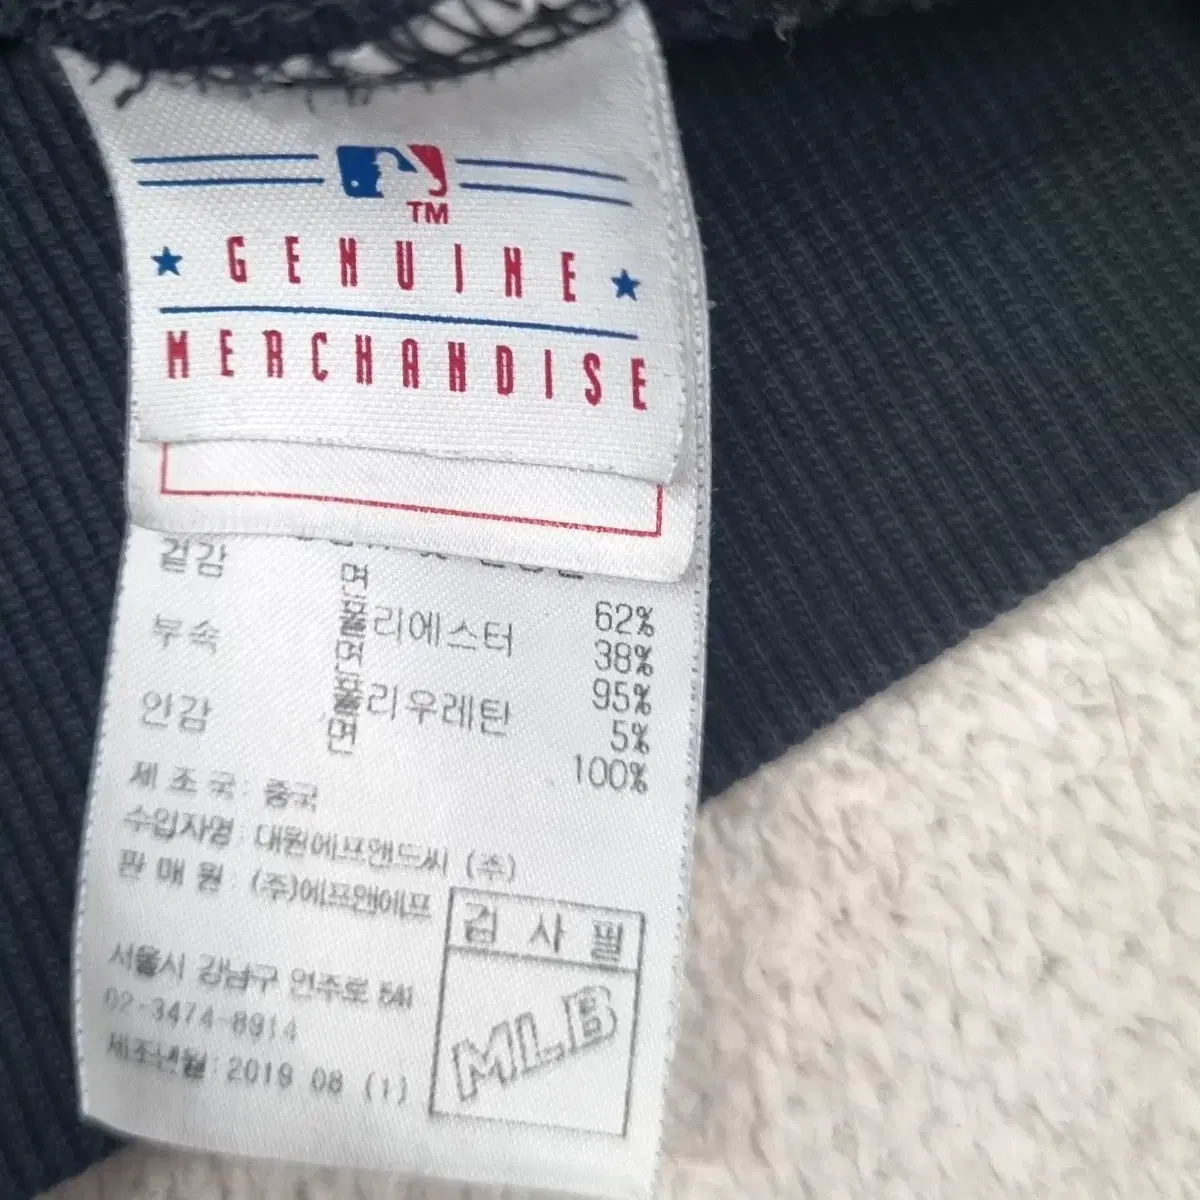 TM
GENUINE
MERCHANDISE
겉감 면 62%
폴리에스터 38%
부속 면 95%
폴리우레탄 5%
안감 면 100%
제 조 국 : 중국
수입자명 : 대원에프앤드씨 (주)
판 매 원 : (주)에프앤에프
서울시 강남구 언주로 541
02-3474-8914
제조년월 : 2018 08 (1)
검 사 필
MLB